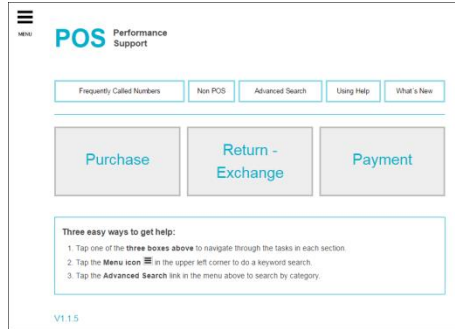 MENU
POS Performance
Support
Frequently Called Numbers
Non POS
Advanced Search
Using Help
What's New
Purchase
Return -
Exchange
Payment
Three easy ways to get help:
1. Tap one of the three boxes above to navigate through the tasks in each section.
2. Tap the Menu icon in the upper left corner to do a keyword search.
3. Tap the Advanced Search link in the menu above to search by category.
V1.1.5